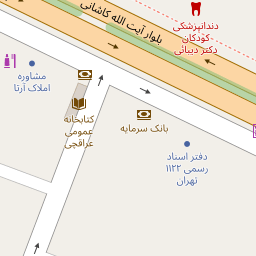 بلوار آیت الله کاشانی
دندانپزشکی
کودکان
دکتر دیبائی
مشاوره
املاک آرتا
کتابخانه
عمومی
عراقچی
بانک سرمایه
دفتر اسناد
رسمی ۱۱۲۲
تهران